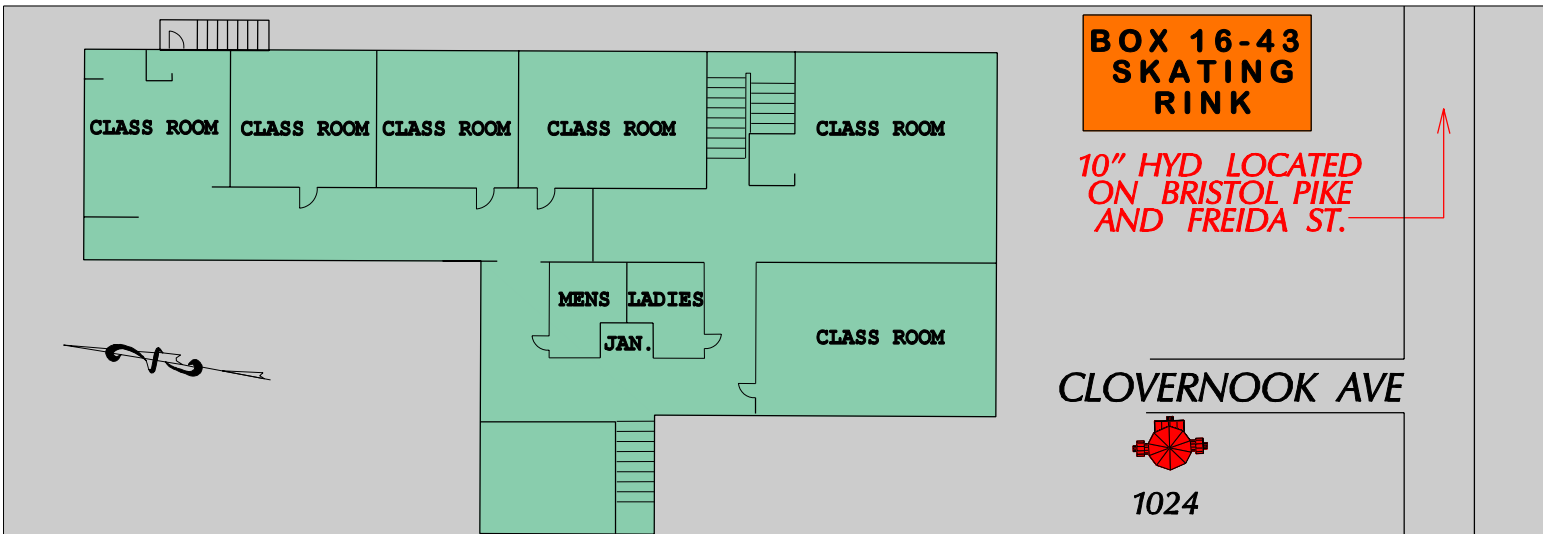 BOX 16-43
SKATING
RINK
CLASS ROOM
CLASS ROOM
CLASS ROOM
CLASS ROOM
CLASS ROOM
10" HYD LOCATED
ON BRISTOL PIKE
AND FREIDA ST.
MENS
LADIES
JAN.
CLASS ROOM
CLOVERNOOK AVE
1024